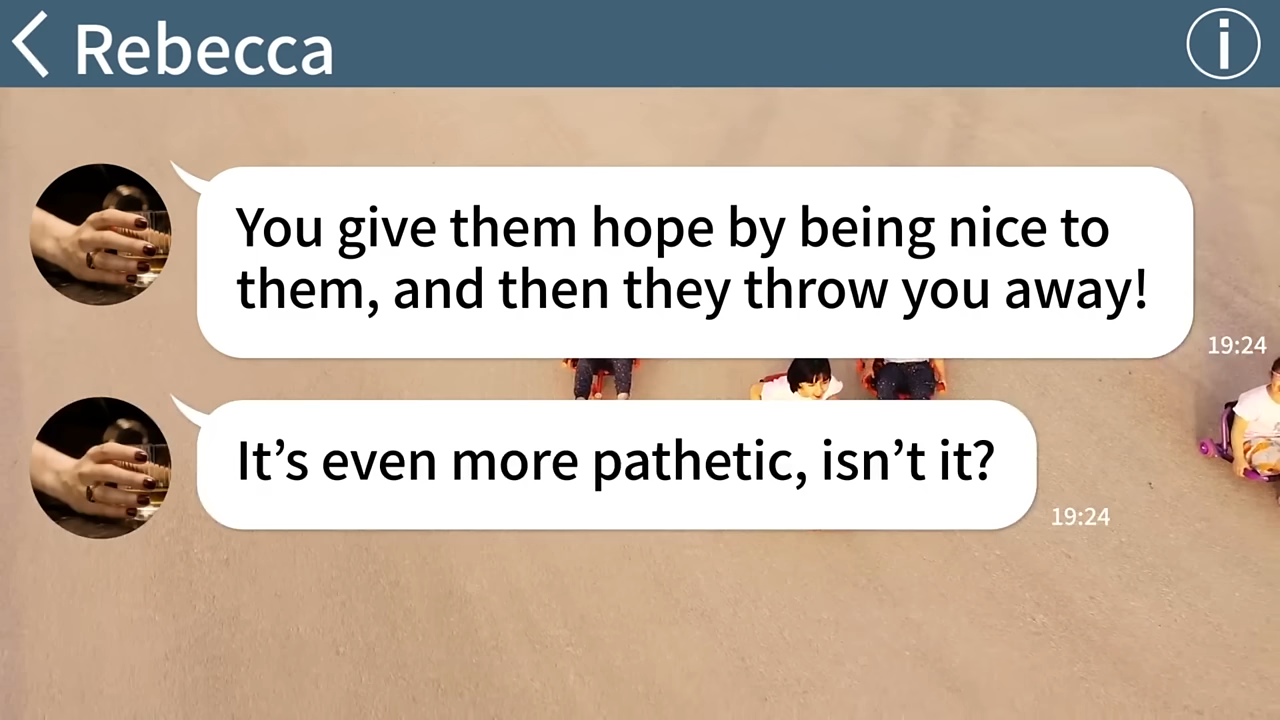 Rebecca
You give them hope by being nice to
them, and then they throw you away!
19:24
It’s even more pathetic, isn’t it?
19:24